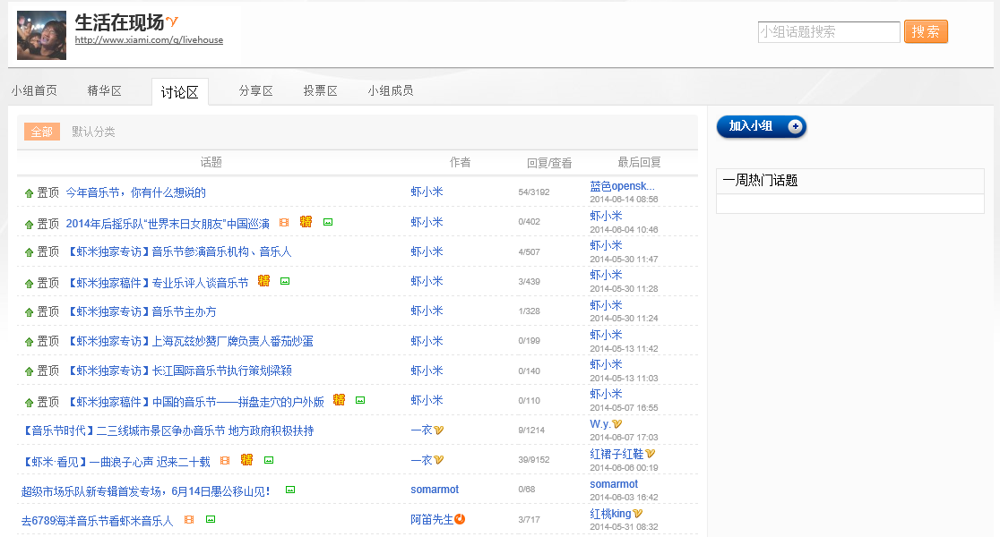 生活在现场
http://www.xiami.com/q/livehouse
小组话题搜索 搜索
小组首页 精华区 讨论区 分享区 投票区 小组成员
全部 默认分类
加入小组
话题 作者 回复/查看 最后回复
一周热门话题
置顶 今年音乐节，你有什么想说的 虾小米 54/3192 蓝色opensk...
2014-06-14 08:56
置顶 2014年后摇乐队“世界末日女朋友”中国巡演 精 虾小米 0/402 虾小米
2014-06-04 10:46
置顶 【虾米独家专访】音乐节参演音乐机构、音乐人 虾小米 4/507 虾小米
2014-05-30 11:47
置顶 【虾米独家稿件】专业乐评人谈音乐节 精 虾小米 3/439 虾小米
2014-05-30 11:28
置顶 【虾米独家专访】音乐节主办方 虾小米 1/328 虾小米
2014-05-30 11:24
置顶 【虾米独家专访】上海瓦兹妙赞厂牌负责人番茄炒蛋 虾小米 0/199 虾小米
2014-05-13 11:42
置顶 【虾米独家专访】长江国际音乐节执行策划梁颖 虾小米 0/140 虾小米
2014-05-13 11:03
置顶 【虾米独家稿件】中国的音乐节——拼盘走穴的户外版 精 虾小米 0/110 虾小米
2014-05-07 16:55
【音乐节时代】二三线城市景区争办音乐节 地方政府积极扶持 一衣 9/1214 W.y.
2014-06-07 17:03
【虾米·看见】一曲浪子心声 迟来二十载 精 一衣 39/9152 红裙子红鞋
2014-06-06 00:19
超级市场乐队新专辑首发专场，6月14日愚公移山见！ somarmot 0/68 somarmot
2014-06-03 16:42
去6789海洋音乐节看虾米音乐人 阿笛先生 3/717 红桃king
2014-05-31 08:32